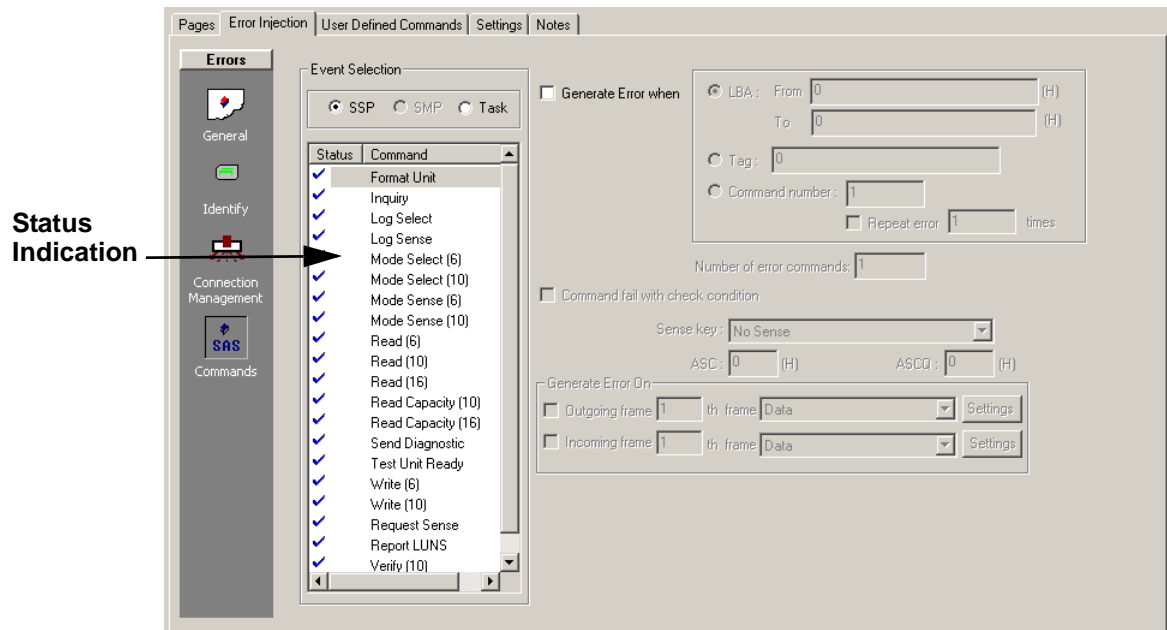 Pages Error Injection User Defined Commands Settings Notes
Errors
General
Identify
Connection
Management
SAS
Commands
Status
Indication
Event Selection
SSP SMP Task
Status Command
Format Unit
Inquiry
Log Select
Log Sense
Mode Select (6)
Mode Select (10)
Mode Sense (6)
Mode Sense (10)
Read (6)
Read (10)
Read (16)
Read Capacity (10)
Read Capacity (16)
Send Diagnostic
Test Unit Ready
Write (6)
Write (10)
Request Sense
Report LUNS
Verify (10)
Generate Error when
LBA : From 0 (H)
To 0 (H)
Tag : 0
Command number : 1
Repeat error 1 times
Number of error commands: 1
Command fail with check condition
Sense key : No Sense
ASC : 0 (H) ASCQ : 0 (H)
Generate Error On
Outgoing frame 1 th frame Data Settings
Incoming frame 1 th frame Data Settings